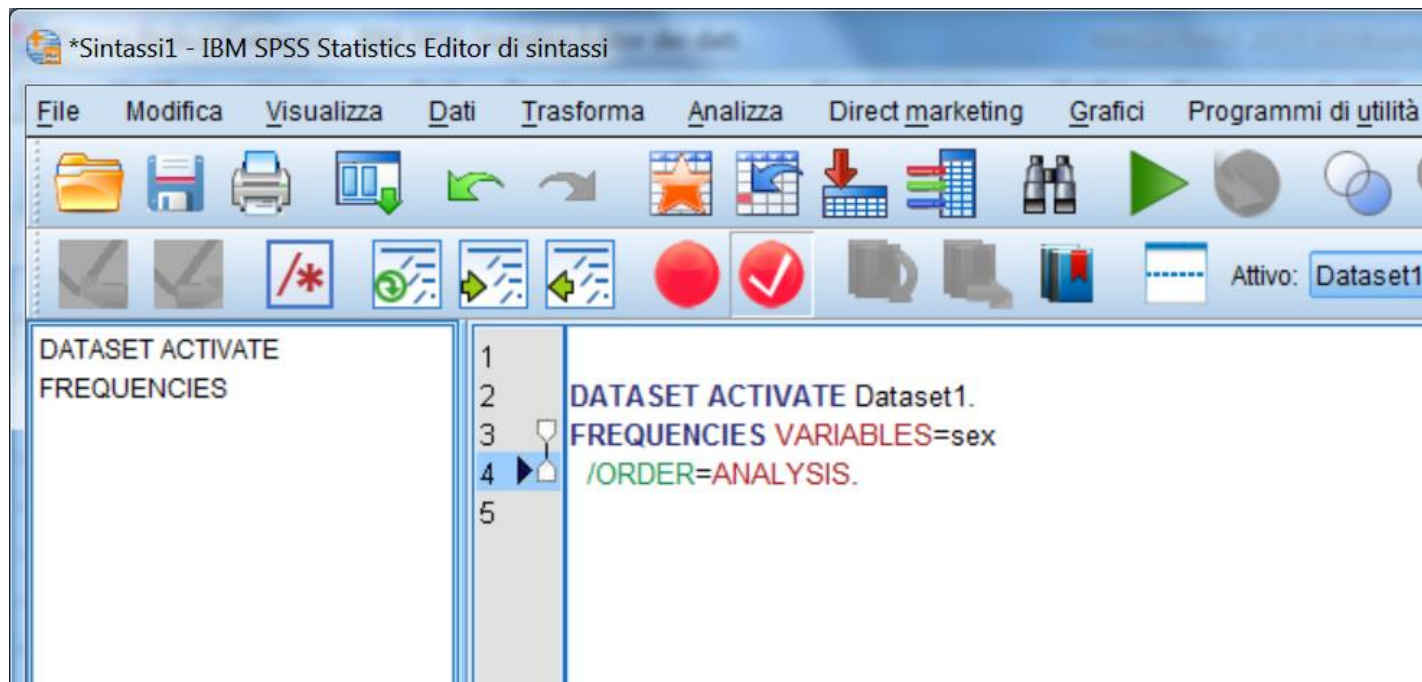 *Sintassi1 - IBM SPSS Statistics Editor di sintassi
File Modifica Visualizza Dati Trasforma Analizza Direct marketing Grafici Programmi di utilità
/*
Attivo: Dataset1
DATASET ACTIVATE
FREQUENCIES
1
2 DATASET ACTIVATE Dataset1.
3 FREQUENCIES VARIABLES=sex
4 /ORDER=ANALYSIS.
5